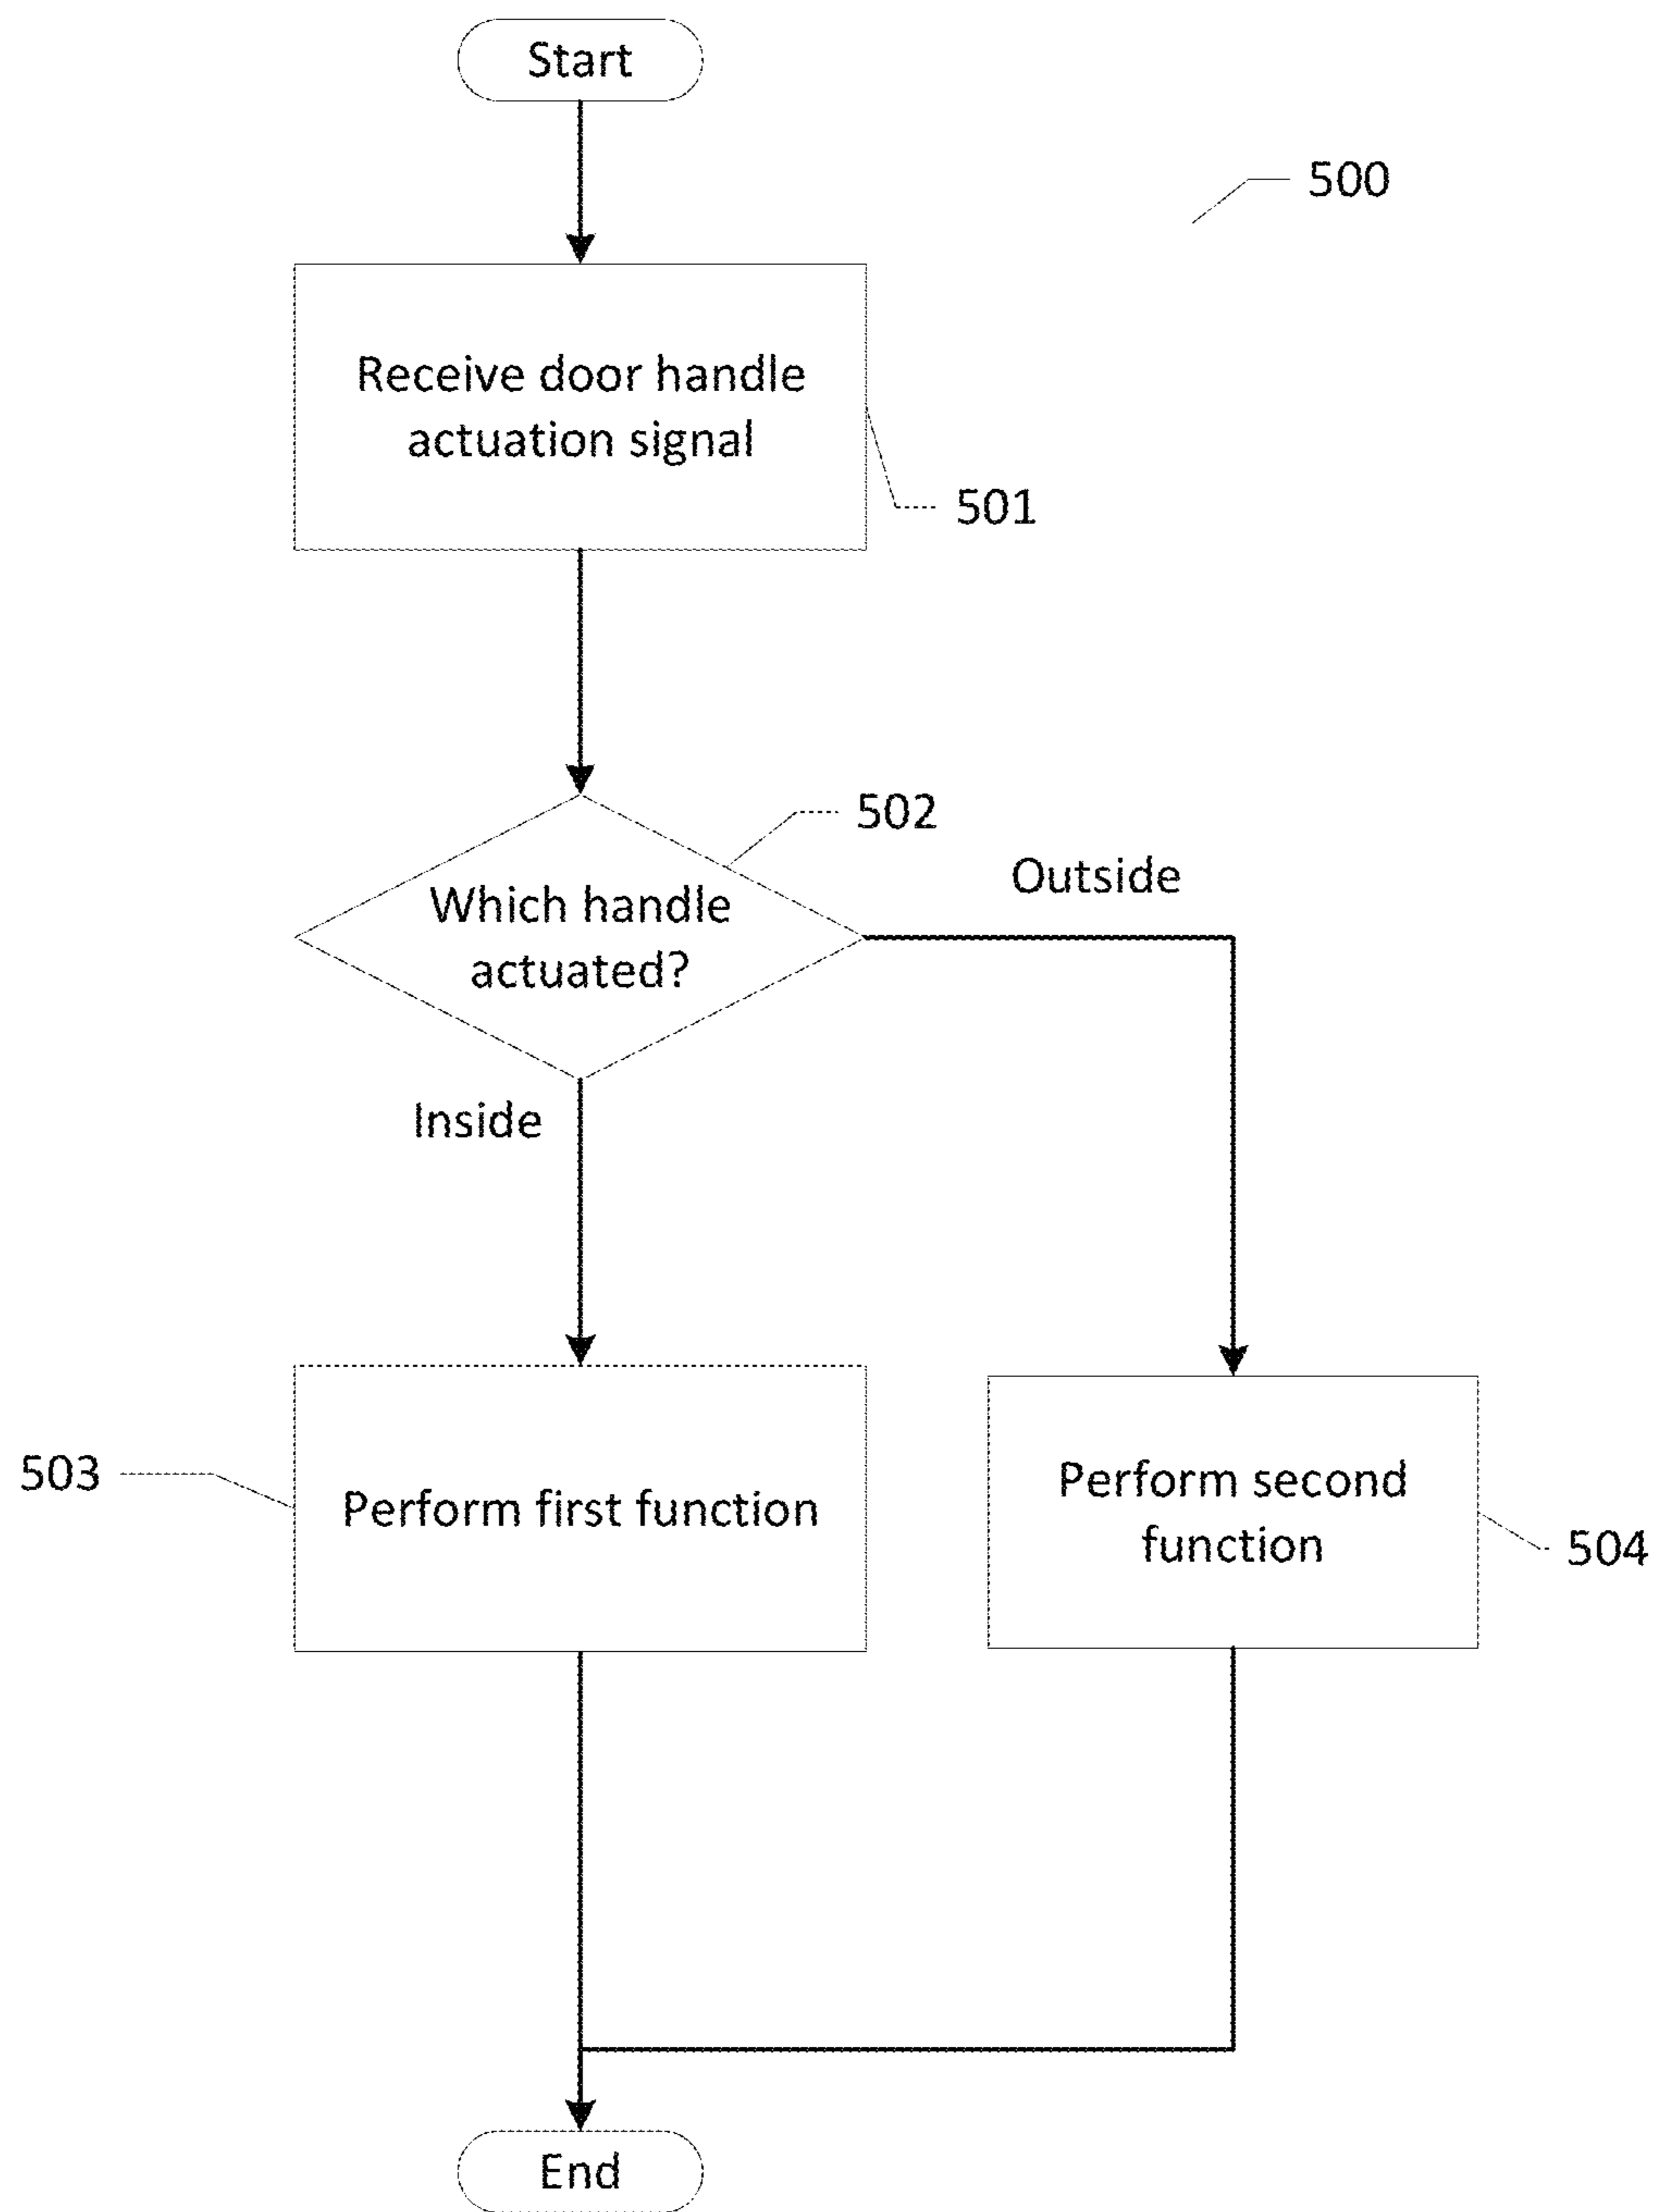 Start
500
Receive door handle
actuation signal
501
502
Outside
Which handle
actuated?
Inside
503
Perform first function
Perform second
function
504
End